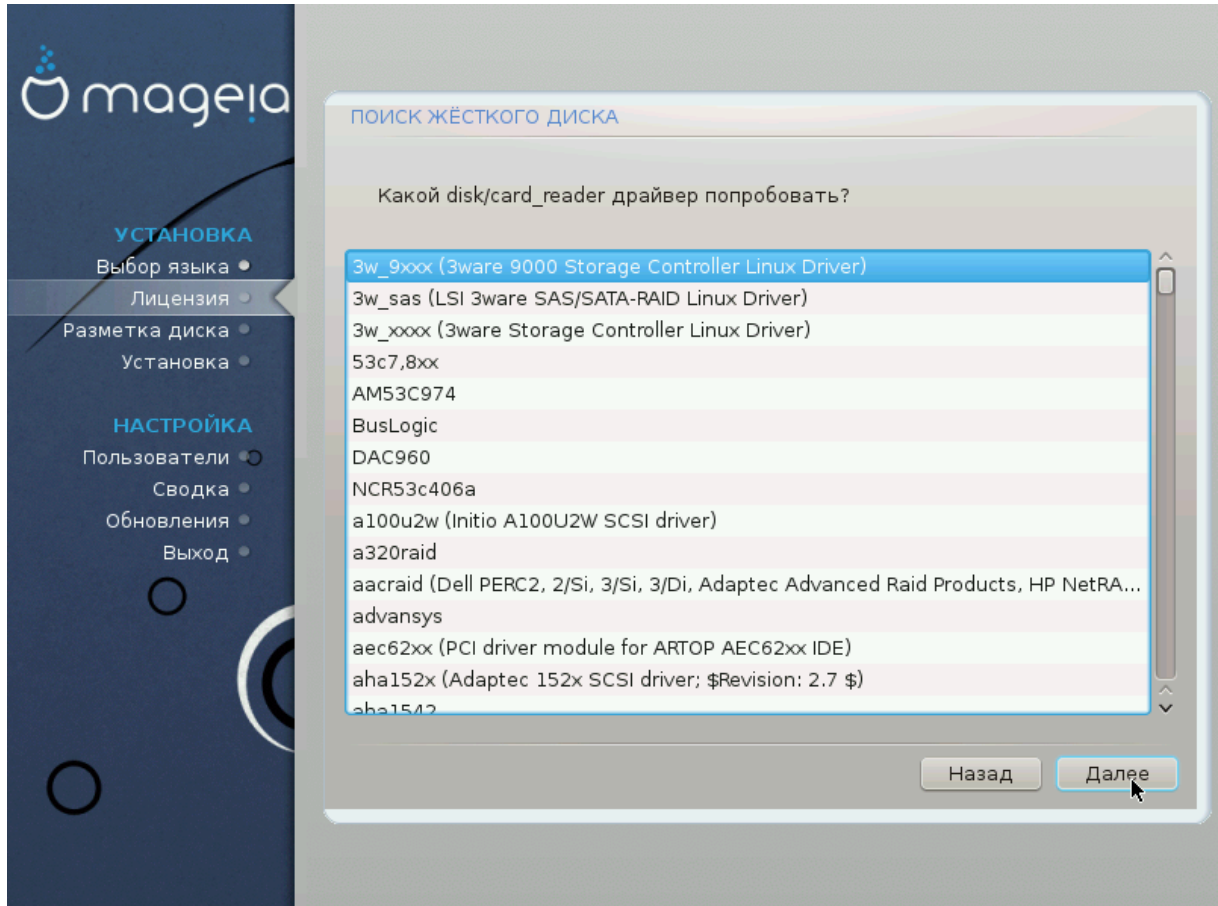 mageia
УСТАНОВКА
Выбор языка
Лицензия
Разметка диска
Установка
НАСТРОЙКА
Пользователи
Сводка
Обновления
Выход
ПОИСК ЖЁСТКОГО ДИСКА
Какой disk/card_reader драйвер попробовать?
3w_9xxx (3ware 9000 Storage Controller Linux Driver)
3w_sas (LSI 3ware SAS/SATA-RAID Linux Driver)
3w_xxxx (3ware Storage Controller Linux Driver)
53c7,8xx
AM53C974
BusLogic
DAC960
NCR53c406a
a100u2w (Initio A100U2W SCSI driver)
a320raid
aacraid (Dell PERC2, 2/Si, 3/Si, 3/Di, Adaptec Advanced Raid Products, HP NetRA...
advansys
aec62xx (PCI driver module for ARTOP AEC62xx IDE)
aha152x (Adaptec 152x SCSI driver; $Revision: 2.7 $)
aha1542
Назад
Далее